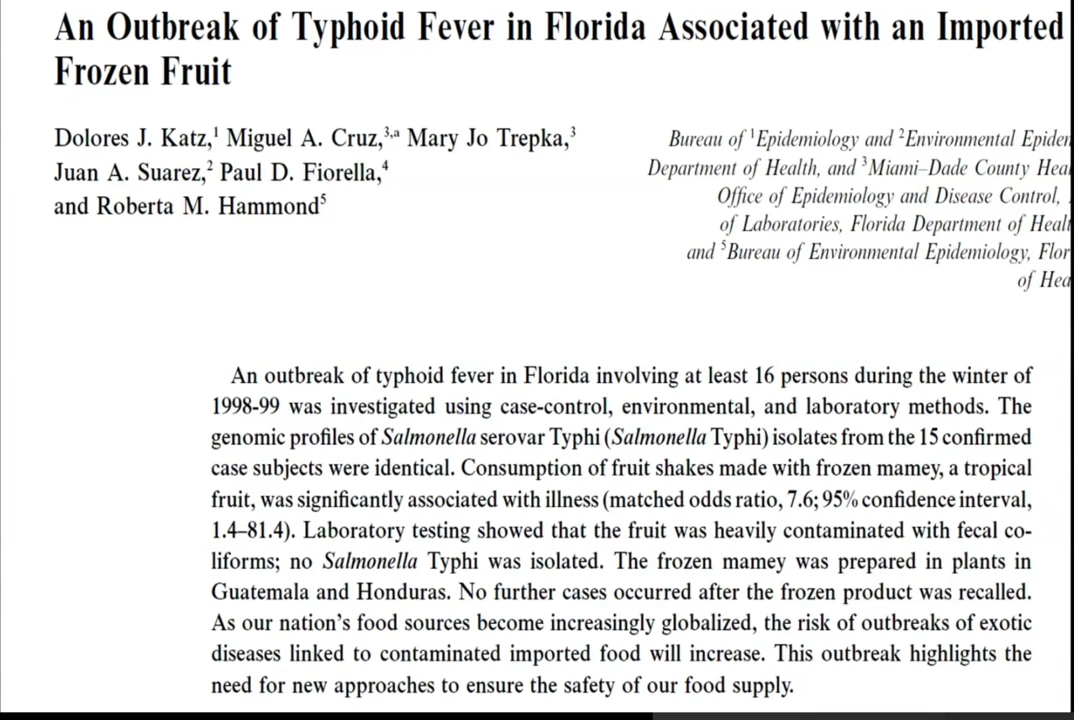 An Outbreak of Typhoid Fever in Florida Associated with an Imported
Frozen Fruit
Dolores J. Katz,¹ Miguel A. Cruz,³,ᵃ Mary Jo Trepka,³
Juan A. Suarez,² Paul D. Fiorella,⁴
and Roberta M. Hammond⁵
Bureau of ¹Epidemiology and ²Environmental
Department of Health, and ³Miami–Dade County
Office of Epidemiology and Disease Control,
of Laboratories, Florida Department of
and ⁵Bureau of Environmental Epidemiology,
of
An outbreak of typhoid fever in Florida involving at least 16 persons during the winter of
1998-99 was investigated using case-control, environmental, and laboratory methods. The
genomic profiles of Salmonella serovar Typhi (Salmonella Typhi) isolates from the 15 confirmed
case subjects were identical. Consumption of fruit shakes made with frozen mamey, a tropical
fruit, was significantly associated with illness (matched odds ratio, 7.6; 95% confidence interval,
1.4–81.4). Laboratory testing showed that the fruit was heavily contaminated with fecal co-
liforms; no Salmonella Typhi was isolated. The frozen mamey was prepared in plants in
Guatemala and Honduras. No further cases occurred after the frozen product was recalled.
As our nation's food sources become increasingly globalized, the risk of outbreaks of exotic
diseases linked to contaminated imported food will increase. This outbreak highlights the
need for new approaches to ensure the safety of our food supply.